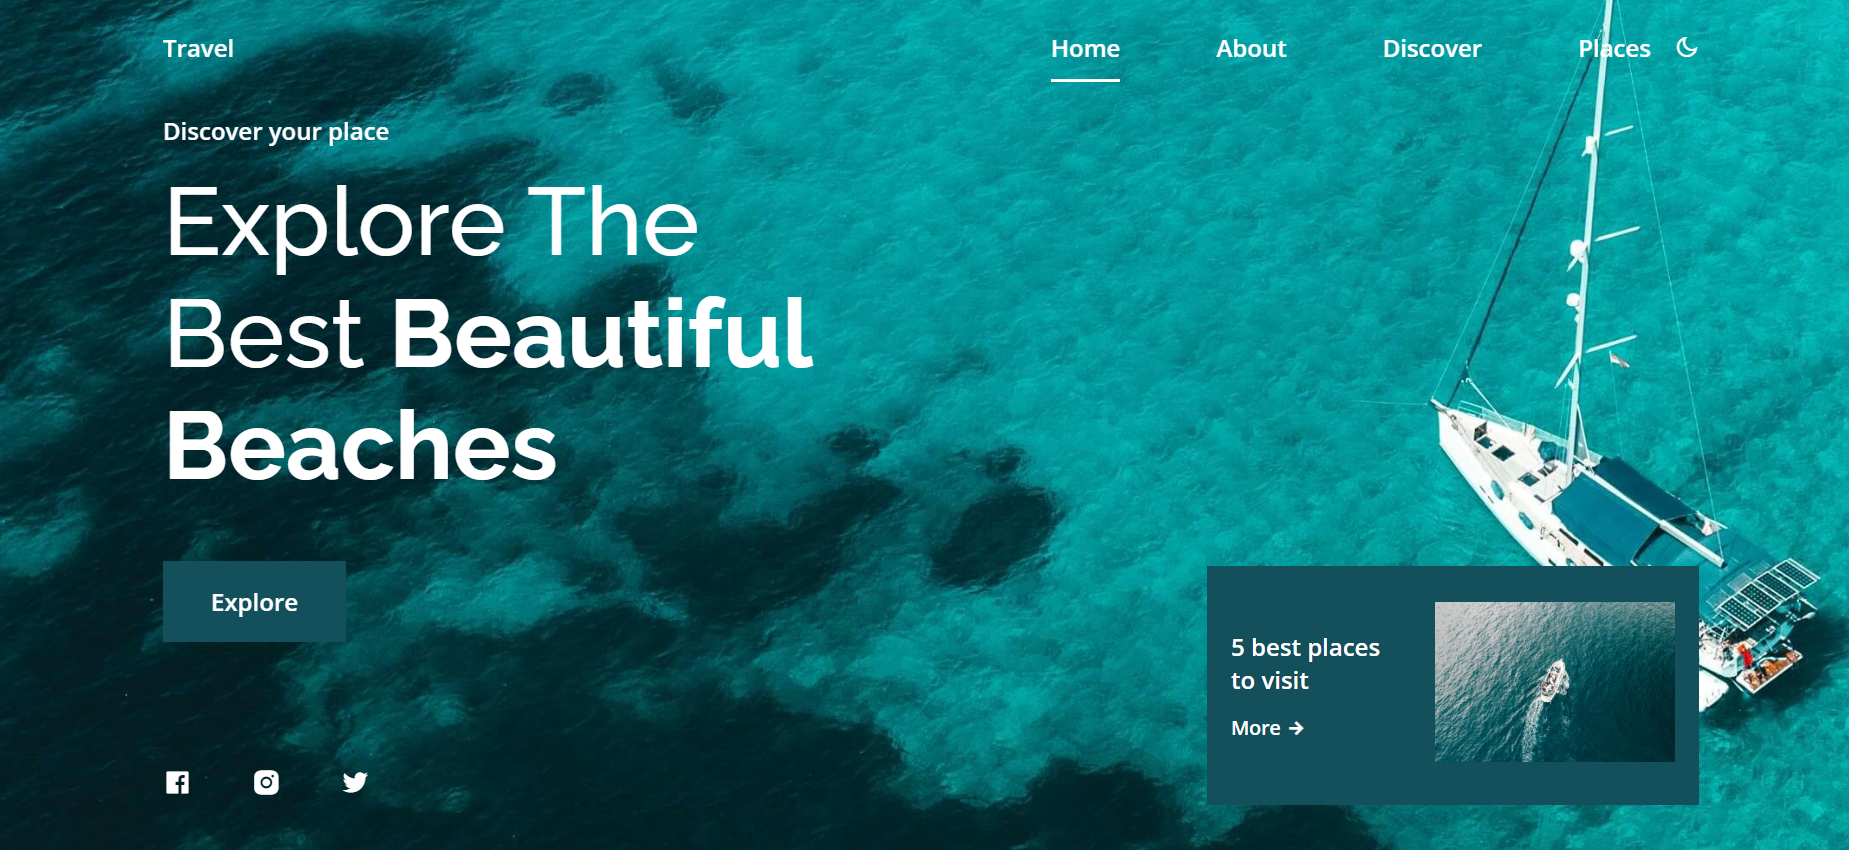 Travel
Home
About
Discover
Places
Discover your place
Explore The
Best Beautiful
Beaches
Explore
5 best places
to visit
More